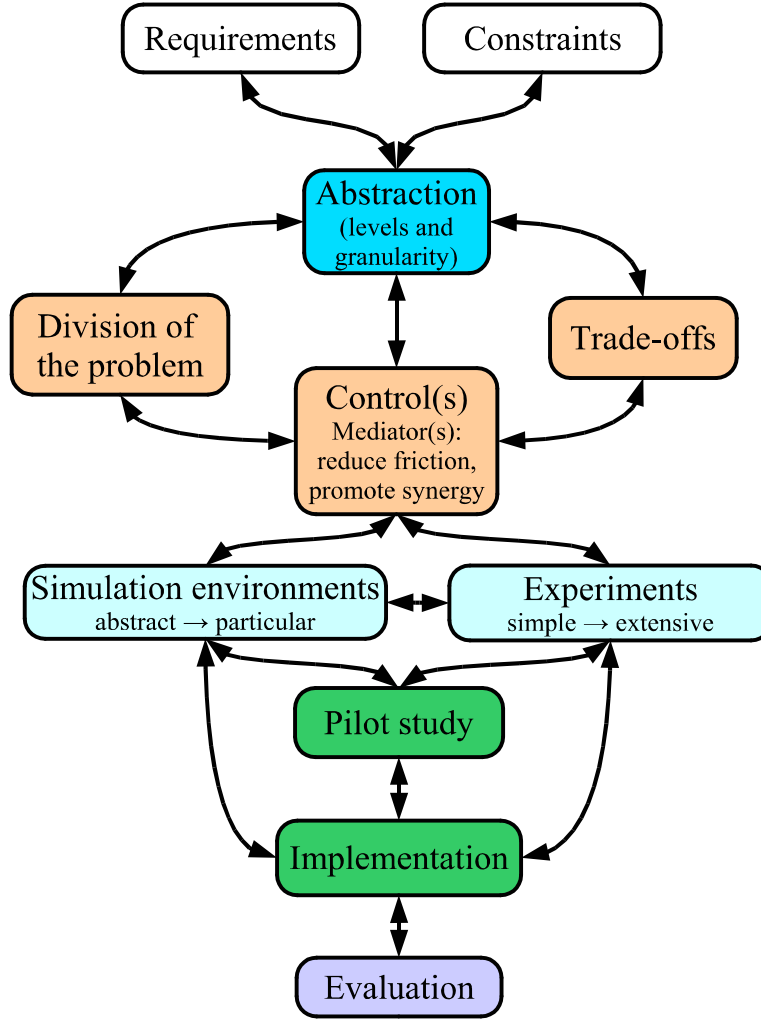 Requirements
Constraints
Abstraction
(levels and
granularity)
Division of
the problem
Trade-offs
Control(s)
Mediator(s):
reduce friction,
promote synergy
Simulation environments
abstract → particular
Experiments
simple → extensive
Pilot study
Implementation
Evaluation